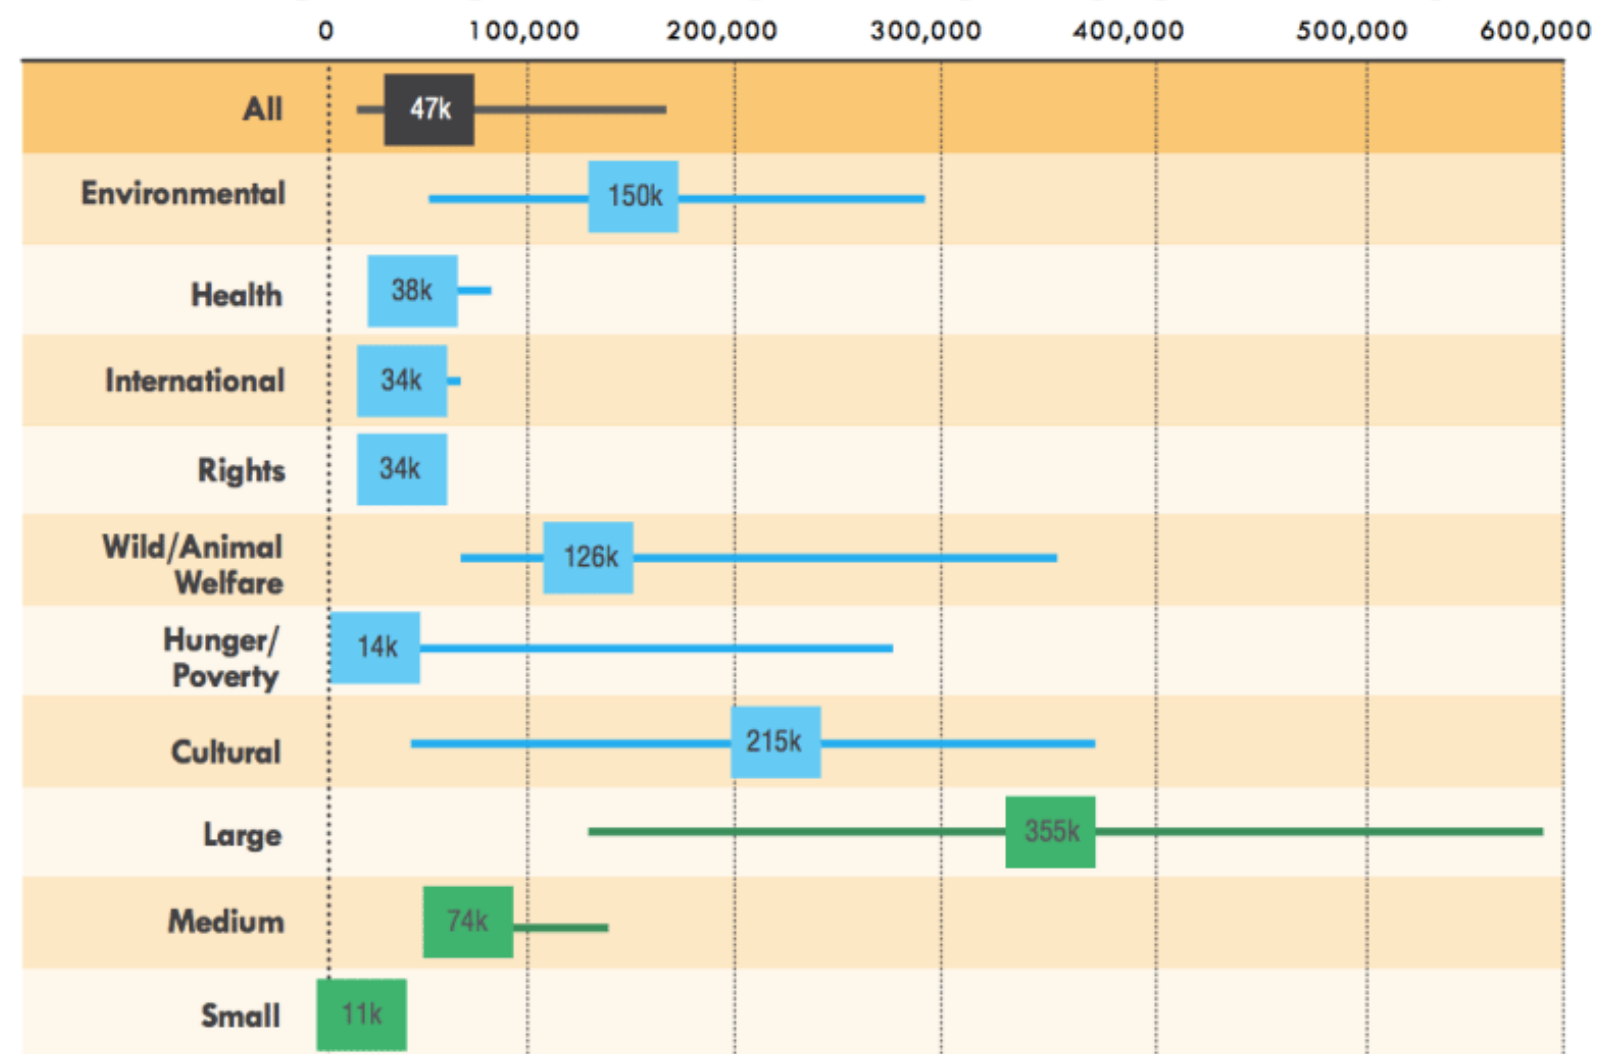 0 100,000 200,000 300,000 400,000 500,000 600,000
All 47k
Environmental 150k
Health 38k
International 34k
Rights 34k
Wild/Animal
Welfare 126k
Hunger/
Poverty 14k
Cultural 215k
Large 355k
Medium 74k
Small 11k